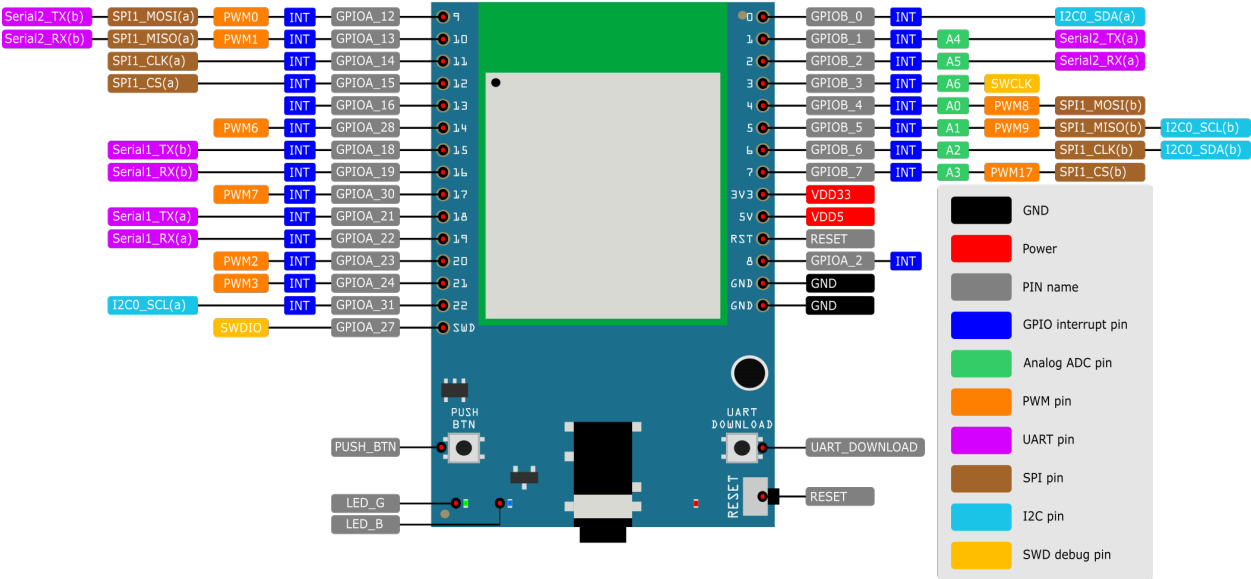 Serial2_TX(b) SPI1_MOSI(a) PWM0 INT GPIOA_12 9 0 GPIOB_0 INT I2C0_SDA(a)
Serial2_RX(b) SPI1_MISO(a) PWM1 INT GPIOA_13 10 1 GPIOB_1 INT A4 Serial2_TX(a)
SPI1_CLK(a) INT GPIOA_14 11 2 GPIOB_2 INT A5 Serial2_RX(a)
SPI1_CS(a) INT GPIOA_15 12 3 GPIOB_3 INT A6 SWCLK
INT GPIOA_16 13 4 GPIOB_4 INT A0 PWM8 SPI1_MOSI(b)
PWM6 INT GPIOA_28 14 5 GPIOB_5 INT A1 PWM9 SPI1_MISO(b) I2C0_SCL(b)
Serial1_TX(b) INT GPIOA_18 15 6 GPIOB_6 INT A2 SPI1_CLK(b) I2C0_SDA(b)
Serial1_RX(b) INT GPIOA_19 16 7 GPIOB_7 INT A3 PWM17 SPI1_CS(b)
PWM7 INT GPIOA_30 17 3V3 VDD33
Serial1_TX(a) INT GPIOA_21 18 5V VDD5
Serial1_RX(a) INT GPIOA_22 19 RST RESET
PWM2 INT GPIOA_23 20 8 GPIOA_2 INT
PWM3 INT GPIOA_24 21 GND GND
I2C0_SCL(a) INT GPIOA_31 22 GND GND
SWDIO GPIOA_27 SWD
PUSH
BTN
UART
DOWNLOAD
PUSH_BTN
UART_DOWNLOAD
RESET
RESET
LED_G
LED_B
GND
Power
PIN name
GPIO interrupt pin
Analog ADC pin
PWM pin
UART pin
SPI pin
I2C pin
SWD debug pin